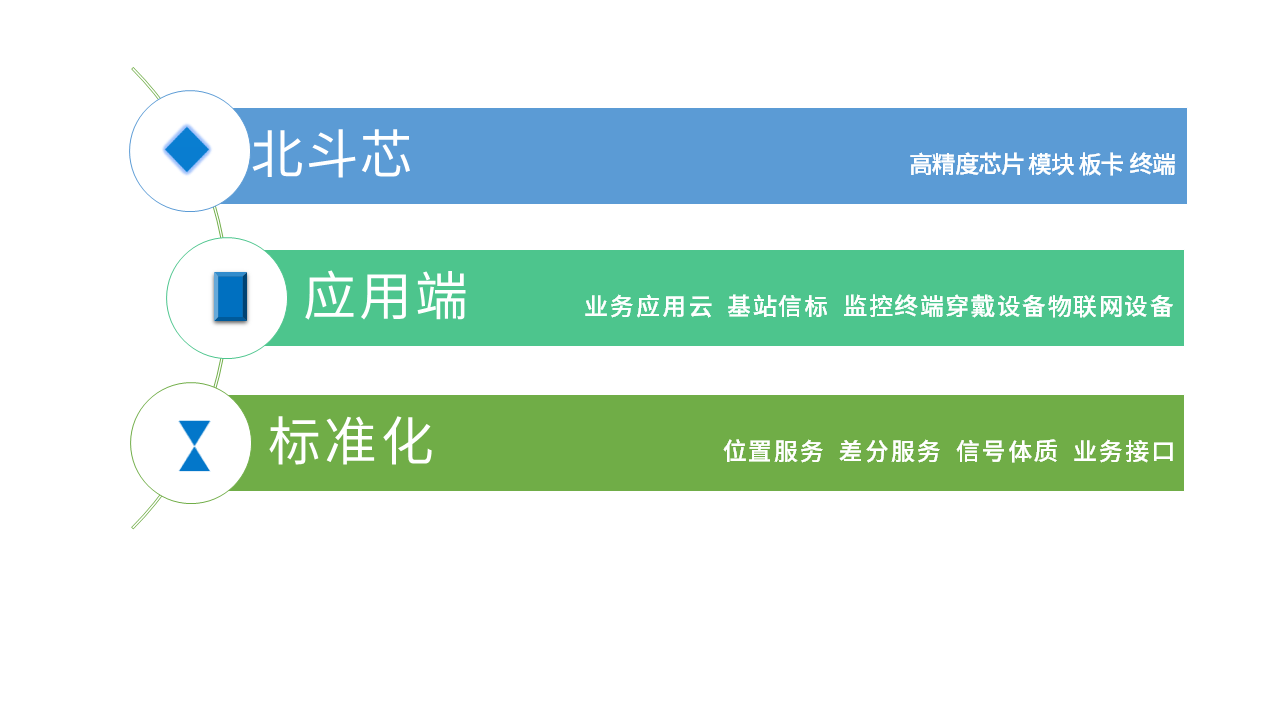 北斗芯
高精度芯片 模块 板卡 终端
应用端
业务应用云 基站信标 监控终端穿戴设备物联网设备
标准化
位置服务 差分服务 信号体质 业务接口